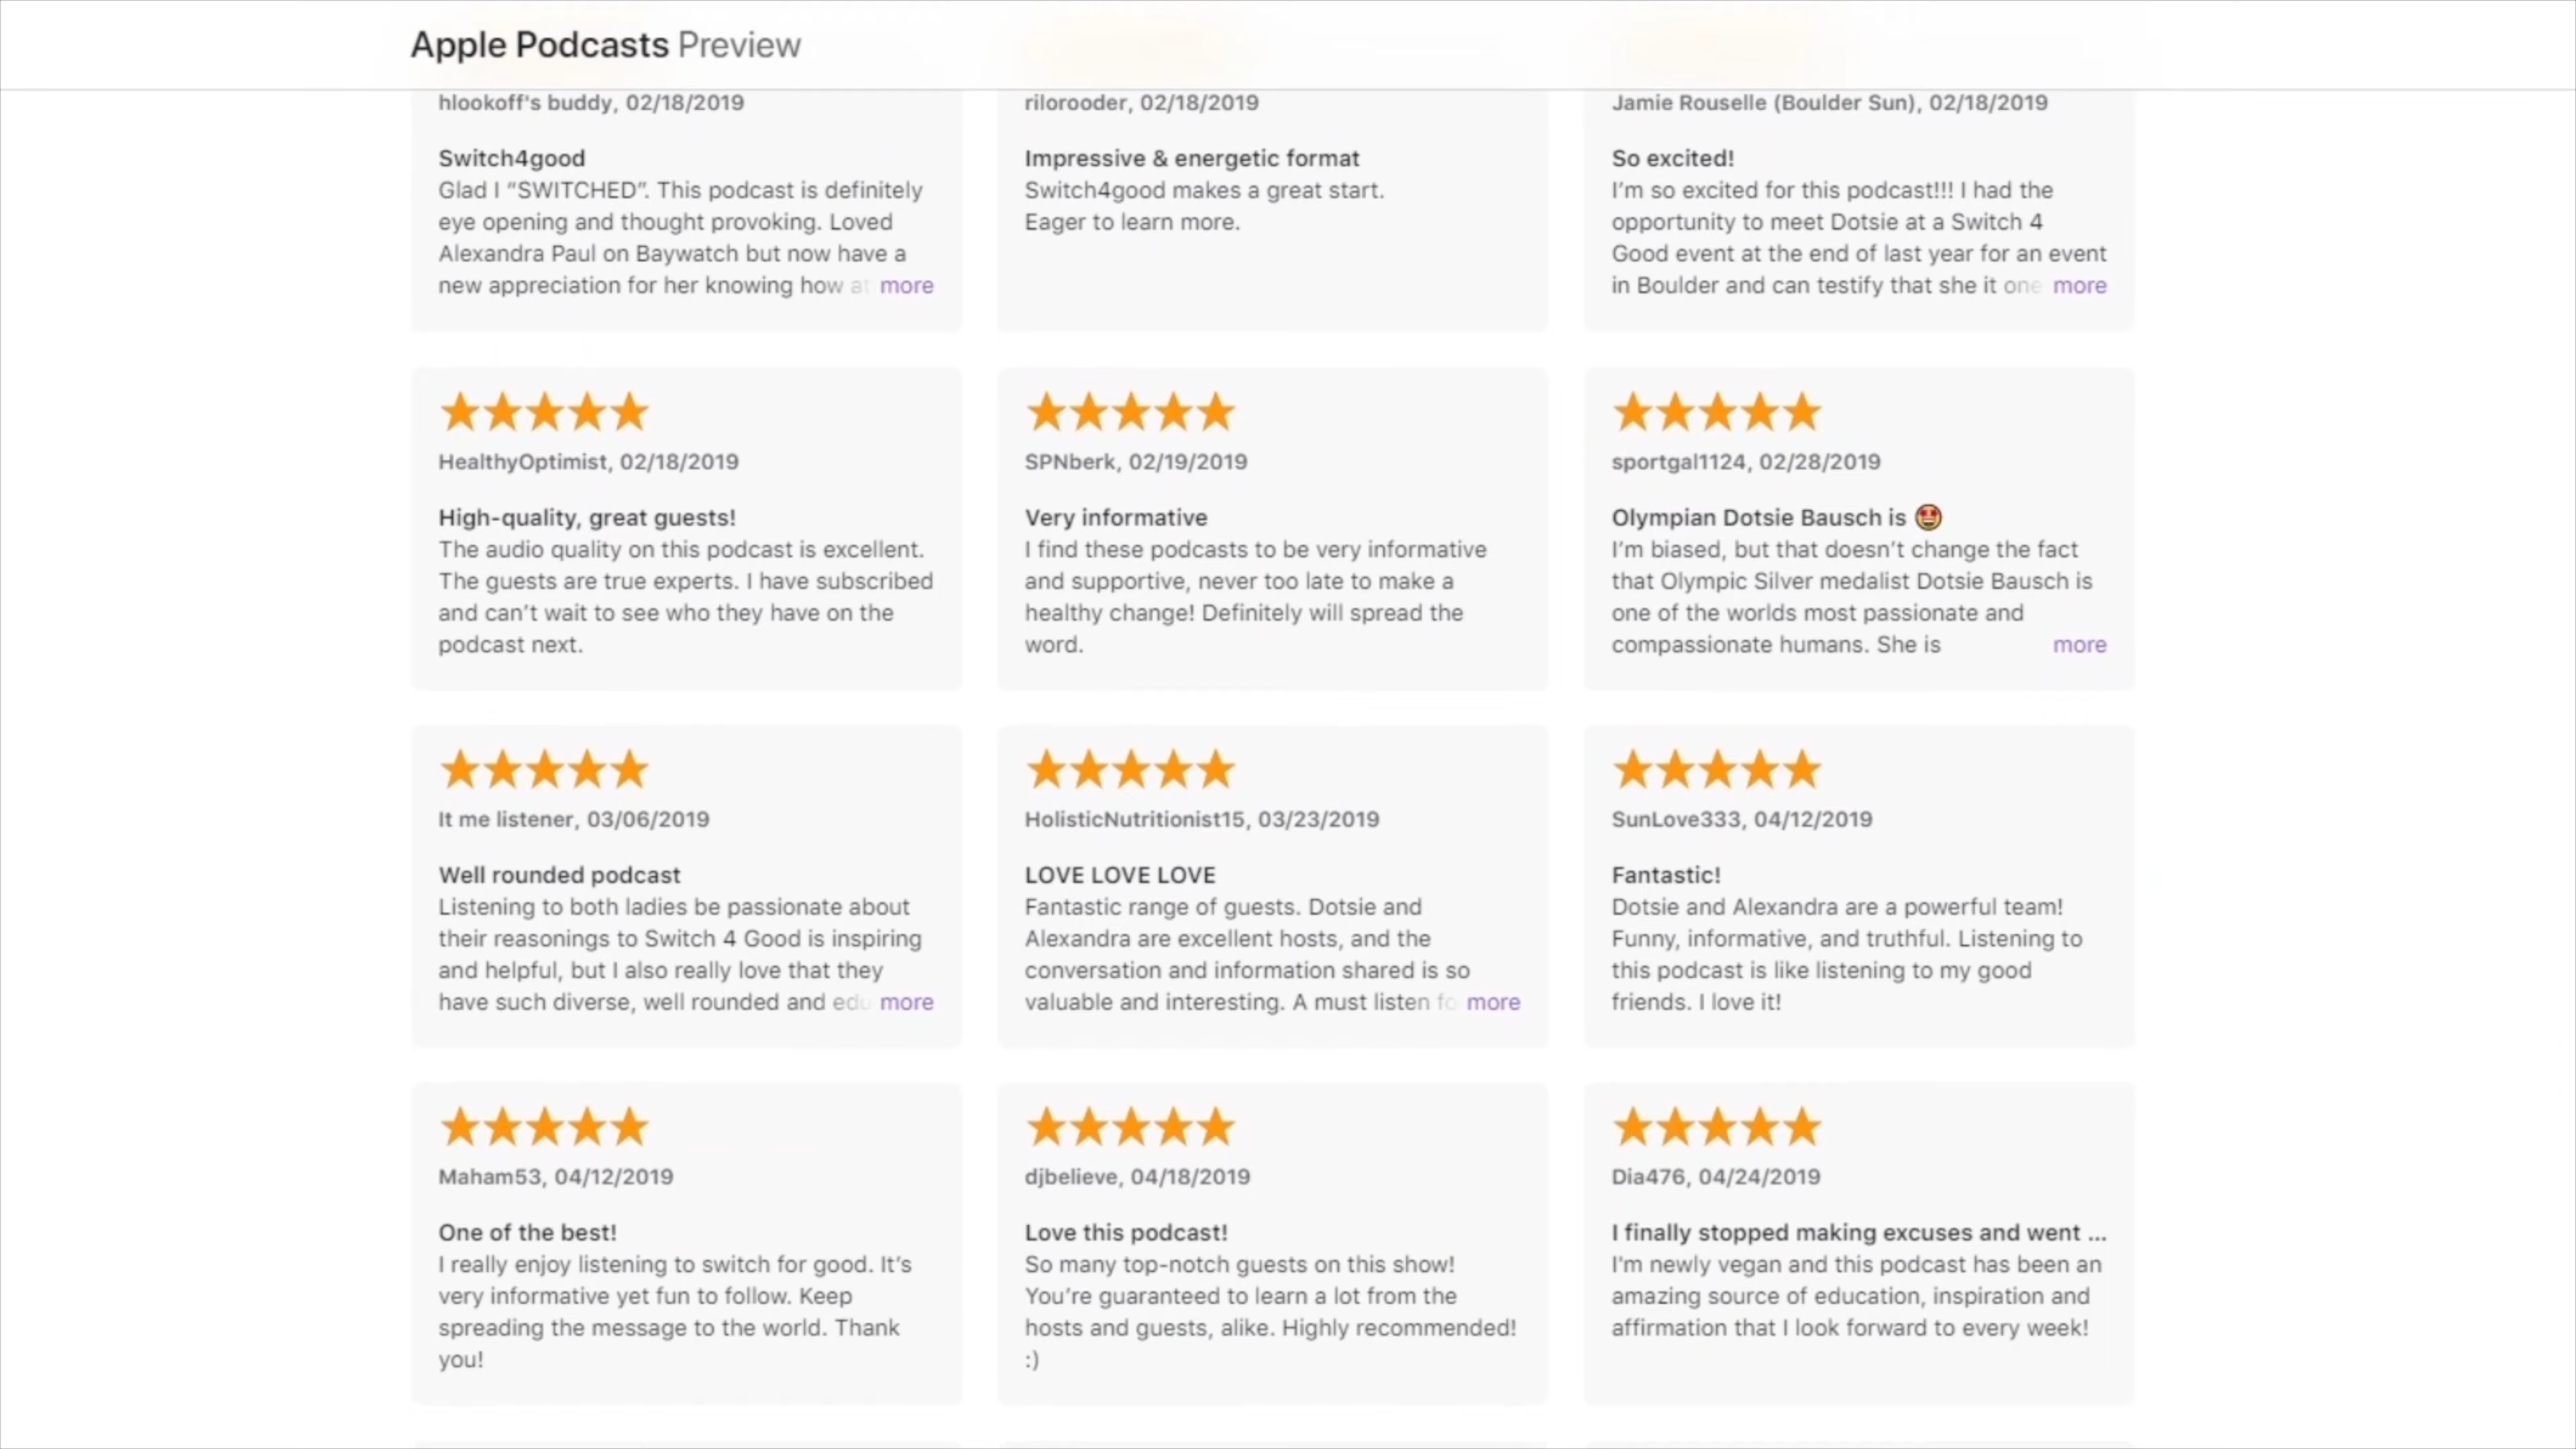 Apple Podcasts Preview
hlookoff's buddy, 02/18/2019
Switch4good
Glad I “SWITCHED”. This podcast is definitely
eye opening and thought provoking. Loved
Alexandra Paul on Baywatch but now have a
new appreciation for her knowing how at more
riloroder, 02/18/2019
Impressive & energetic format
Switch4good makes a great start.
Eager to learn more.
Jamie Rouselle (Boulder Sun), 02/18/2019
So excited!
I’m so excited for this podcast!!! I had the
opportunity to meet Dotsie at a Switch 4
Good event at the end of last year for an event
in Boulder and can testify that she it one more
HealthyOptimist, 02/18/2019
High-quality, great guests!
The audio quality on this podcast is excellent.
The guests are true experts. I have subscribed
and can’t wait to see who they have on the
podcast next.
SPNberk, 02/19/2019
Very informative
I find these podcasts to be very informative
and supportive, never too late to make a
healthy change! Definitely will spread the
word.
sportgal1124, 02/28/2019
Olympian Dotsie Bausch is 🤩
I’m biased, but that doesn’t change the fact
that Olympic Silver medalist Dotsie Bausch is
one of the worlds most passionate and
compassionate humans. She is more
It me listener, 03/06/2019
Well rounded podcast
Listening to both ladies be passionate about
their reasonings to Switch 4 Good is inspiring
and helpful, but I also really love that they
have such diverse, well rounded and edu more
HolisticNutritionist15, 03/23/2019
LOVE LOVE LOVE
Fantastic range of guests. Dotsie and
Alexandra are excellent hosts, and the
conversation and information shared is so
valuable and interesting. A must listen fo more
SunLove333, 04/12/2019
Fantastic!
Dotsie and Alexandra are a powerful team!
Funny, informative, and truthful. Listening to
this podcast is like listening to my good
friends. I love it!
Maham53, 04/12/2019
One of the best!
I really enjoy listening to switch for good. It’s
very informative yet fun to follow. Keep
spreading the message to the world. Thank
you!
djbelieve, 04/18/2019
Love this podcast!
So many top-notch guests on this show!
You’re guaranteed to learn a lot from the
hosts and guests, alike. Highly recommended!
:)
Dia476, 04/24/2019
I finally stopped making excuses and went ...
I'm newly vegan and this podcast has been an
amazing source of education, inspiration and
affirmation that I look forward to every week!